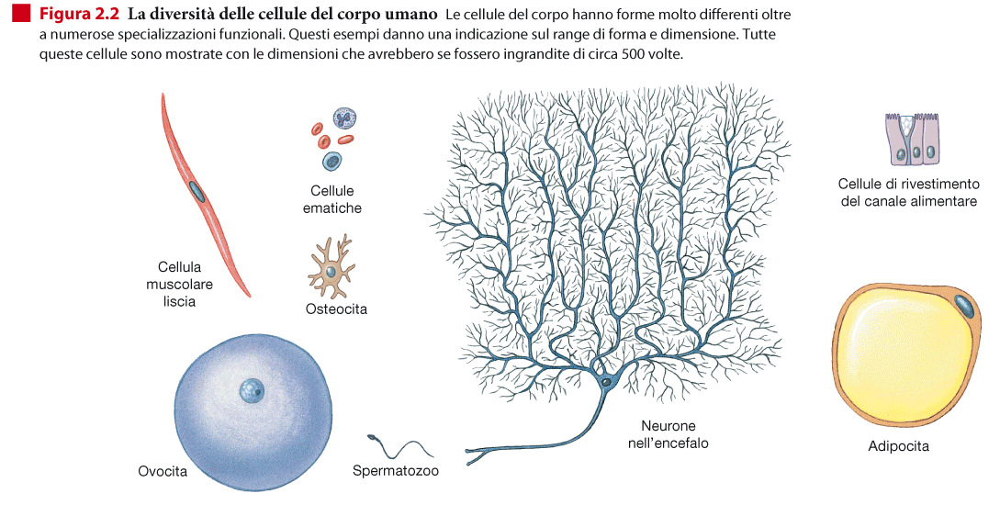 Figura 2.2 La diversità delle cellule del corpo umano Le cellule del corpo hanno forme molto differenti oltre
a numerose specializzazioni funzionali. Questi esempi danno una indicazione sul range di forma e dimensione. Tutte
queste cellule sono mostrate con le dimensioni che avrebbero se fossero ingrandite di circa 500 volte.
Cellule
ematiche
Cellule di rivestimento
del canale alimentare
Cellula
muscolare
liscia
Osteocita
Neurone
nell'encefalo
Adipocita
Ovocita
Spermatozoo